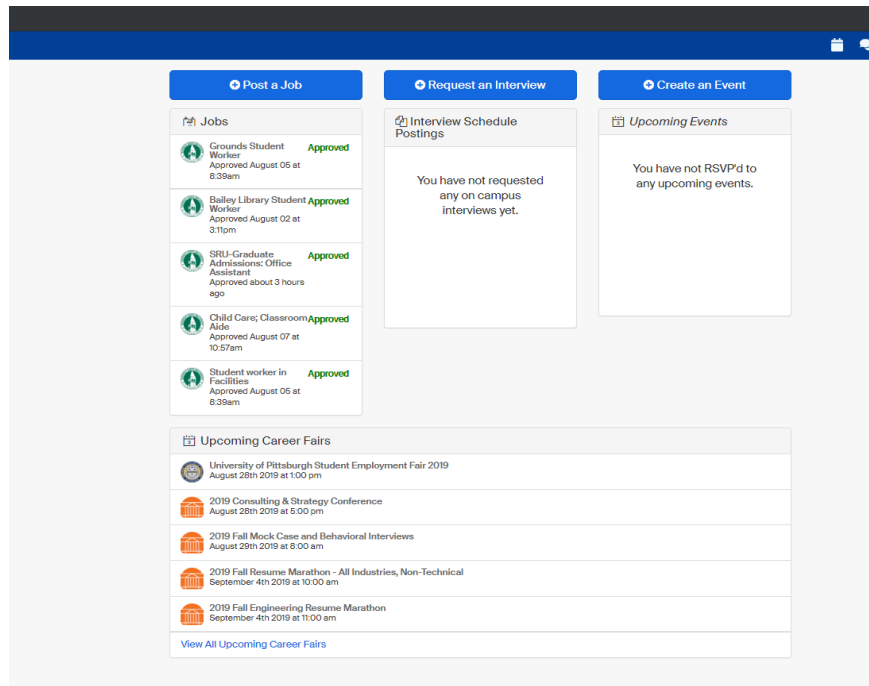 Post a Job
Request an Interview
Create an Event
Jobs
Grounds Student
Worker
Approved
Approved August 05 at
8:39am
Bailey Library Student
Worker
Approved
Approved August 02 at
3:11pm
SRU-Graduate
Admissions: Office
Assistant
Approved
Approved about 3 hours
ago
Child Care; Classroom
Aide
Approved
Approved August 07 at
10:57am
Student worker in
Facilities
Approved
Approved August 05 at
8:39am
Interview Schedule
Postings
You have not requested
any on campus
interviews yet.
Upcoming Events
You have not RSVP'd to
any upcoming events.
Upcoming Career Fairs
University of Pittsburgh Student Employment Fair 2019
August 28th 2019 at 1:00 pm
2019 Consulting & Strategy Conference
August 28th 2019 at 5:00 pm
2019 Fall Mock Case and Behavioral Interviews
August 29th 2019 at 8:00 am
2019 Fall Resume Marathon - All Industries, Non-Technical
September 4th 2019 at 10:00 am
2019 Fall Engineering Resume Marathon
September 4th 2019 at 11:00 am
View All Upcoming Career Fairs